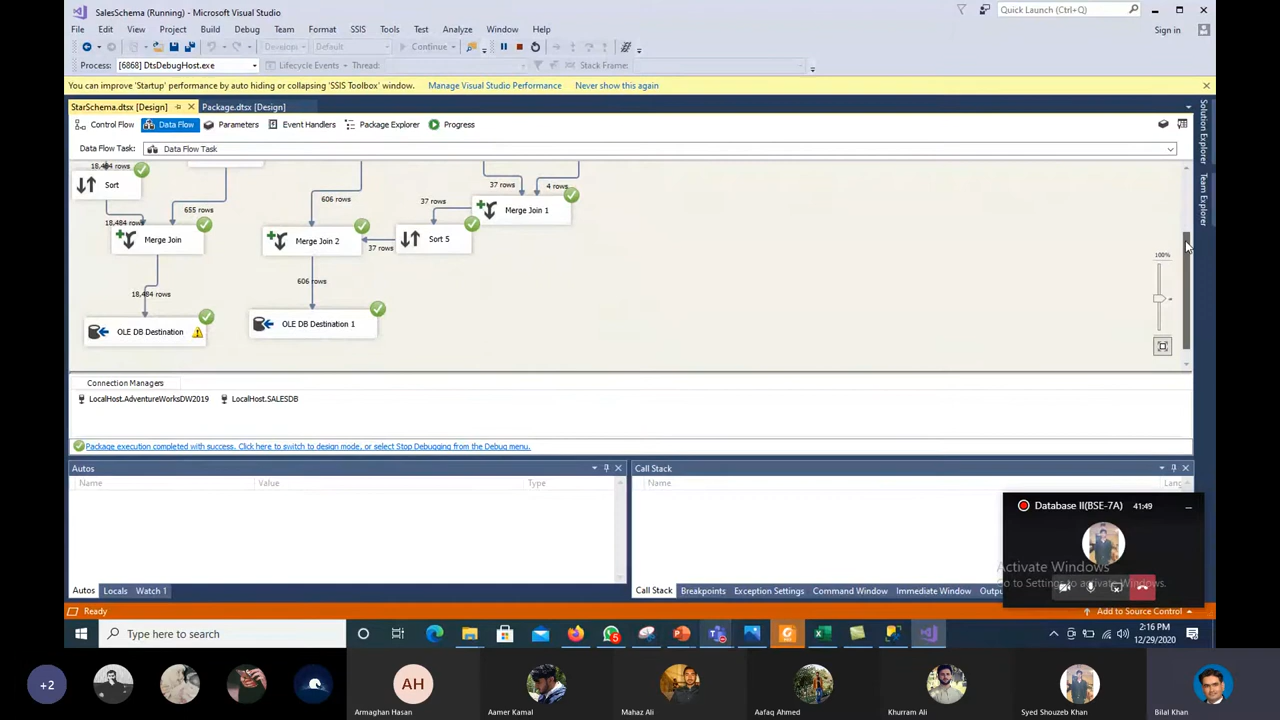 SalesSchema (Running) - Microsoft Visual Studio
Quick Launch (Ctrl+Q)
File Edit View Project Build Debug Team Format SSIS Tools Test Analyze Window Help
Sign in
Default
Continue
Process: [6868] DtsDebugHost.exe
Lifecycle Events
Thread:
Stack Frame:
You can improve 'Startup' performance by auto hiding or collapsing 'SSIS Toolbox' window. Manage Visual Studio Performance Never show this again
StarSchema.dtsx [Design] Package.dtsx [Design]
Control Flow Data Flow Parameters Event Handlers Package Explorer Progress
Data Flow Task: Data Flow Task
Solution Explorer
Team Explorer
18,484 rows
Sort
37 rows
4 rows
18,484 rows
655 rows
606 rows
37 rows
Merge Join 1
Merge Join
Merge Join 2
37 rows
Sort 5
100%
18,484 rows
606 rows
OLE DB Destination
OLE DB Destination 1
Connection Managers
LocalHost.AdventureWorksDW2019 LocalHost.SALESDB
Package execution completed with success. Click here to switch to design mode, or select Stop Debugging from the Debug menu.
Autos
Call Stack
Name Value Type
Name Lang
Database II(BSE-7A) 41:49
Activate Windows
Go to Settings to activate Windows.
Autos Locals Watch 1
Call Stack Breakpoints Exception Settings Command Window Immediate Window Outpu
Ready
Add to Source Control
Type here to search
2:16 PM
12/29/2020
+2
AH
Armaghan Hasan
Aamer Kamal
Mahaz Ali
Aafaq Ahmed
Khurram Ali
Syed Shouzeb Khan
Bilal Khan